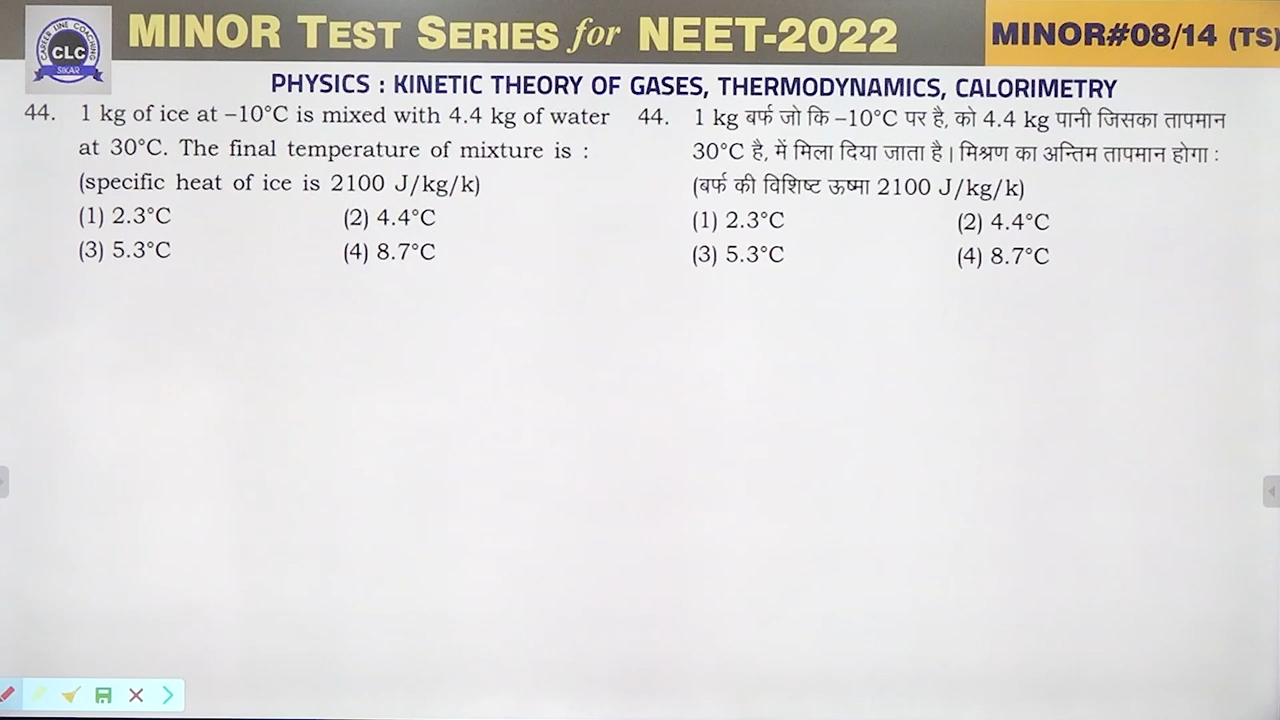 CAREER LINE COACHING
CLC
SIKAR
MINOR TEST SERIES for NEET-2022
MINOR#08/14 (TS)
PHYSICS : KINETIC THEORY OF GASES, THERMODYNAMICS, CALORIMETRY
44. 1 kg of ice at –10°C is mixed with 4.4 kg of water
at 30°C. The final temperature of mixture is :
(specific heat of ice is 2100 J/kg/k)
(1) 2.3°C (2) 4.4°C
(3) 5.3°C (4) 8.7°C
44. 1 kg बर्फ जो कि –10°C पर है, को 4.4 kg पानी जिसका तापमान
30°C है, में मिला दिया जाता है। मिश्रण का अन्तिम तापमान होगा :
(बर्फ की विशिष्ट ऊष्मा 2100 J/kg/k)
(1) 2.3°C (2) 4.4°C
(3) 5.3°C (4) 8.7°C